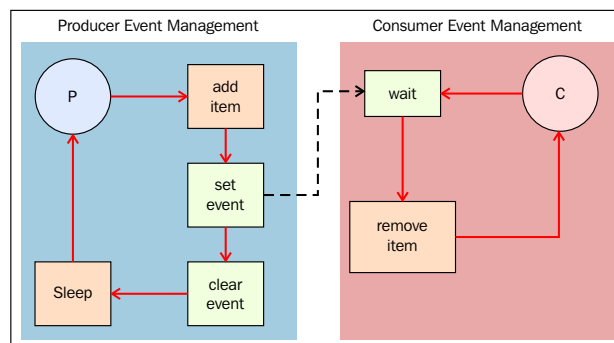 Producer Event Management
Consumer Event Management
P
add
item
wait
C
set
event
remove
item
Sleep
clear
event